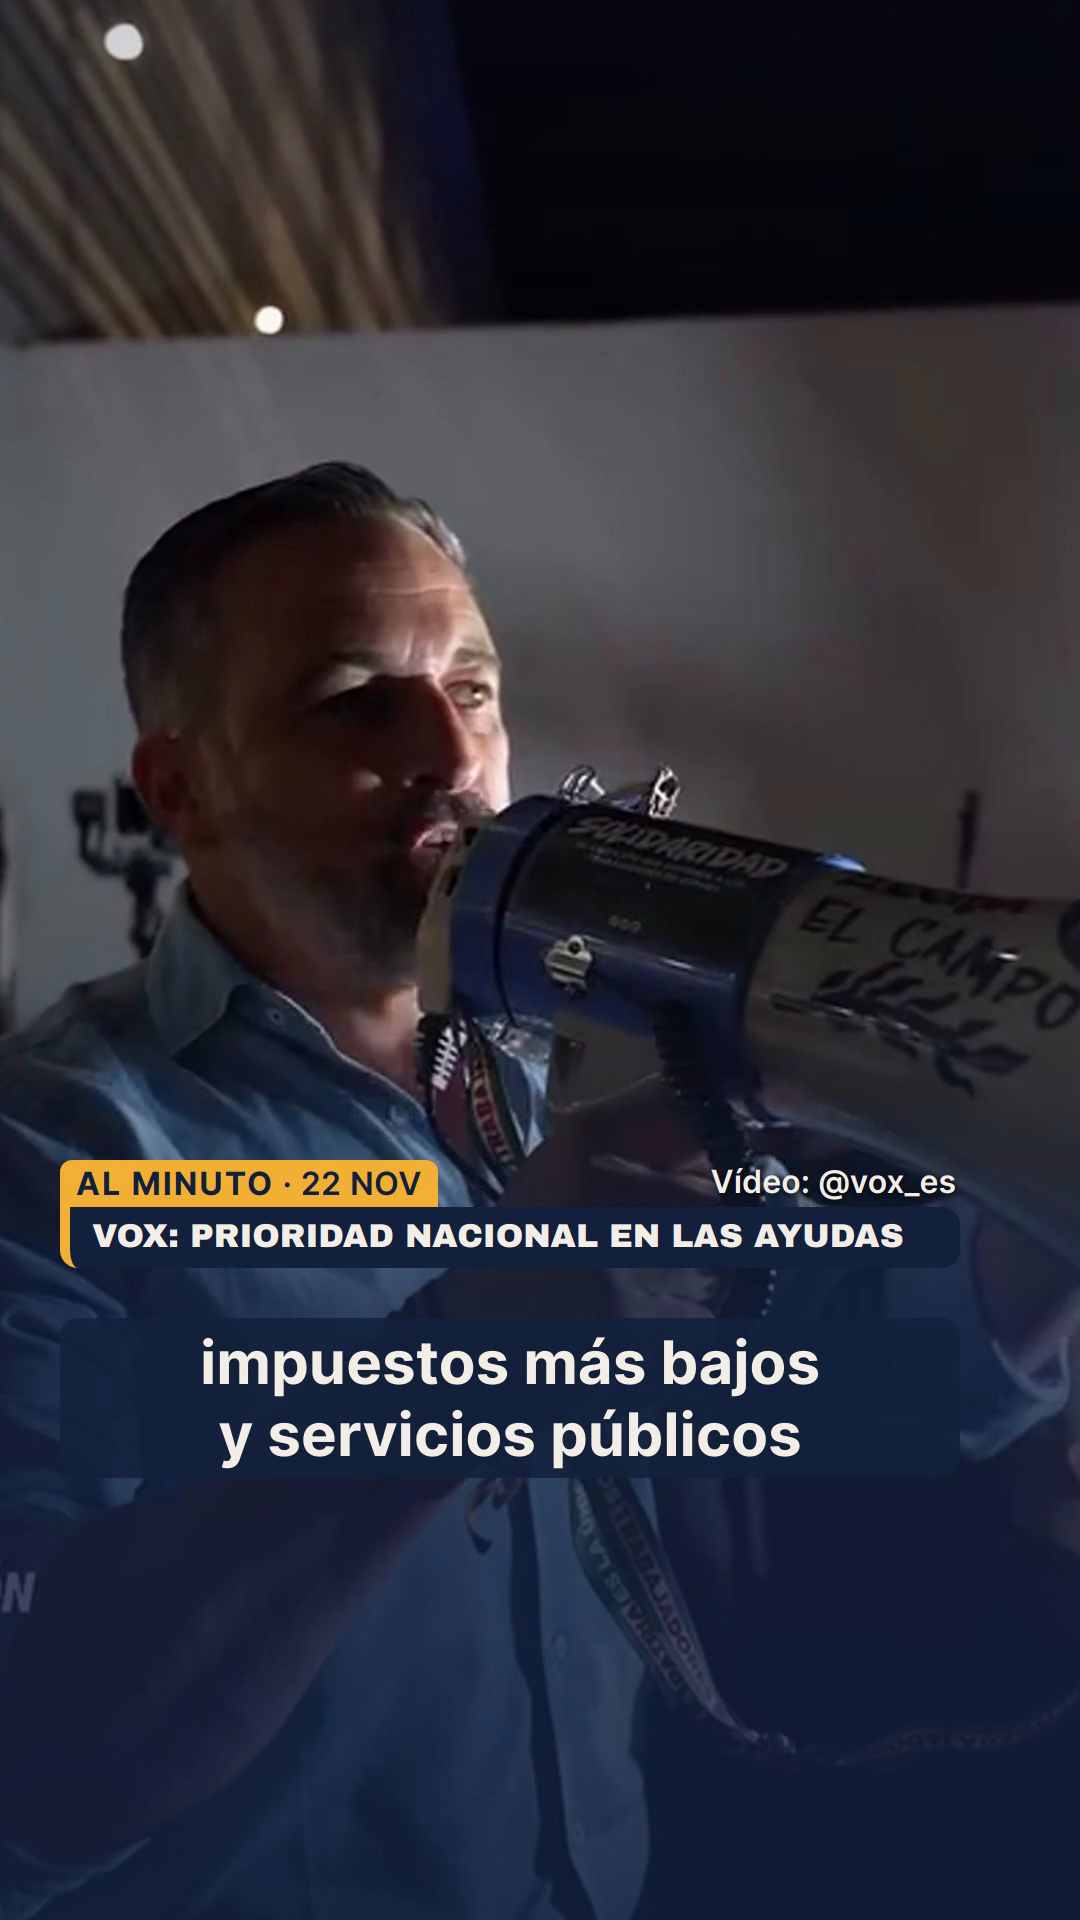 SOLIDARIDAD
EL CAMPO
AL MINUTO · 22 NOV
Vídeo: @vox_es
VOX: PRIORIDAD NACIONAL EN LAS AYUDAS
impuestos más bajos
y servicios públicos
ÓN